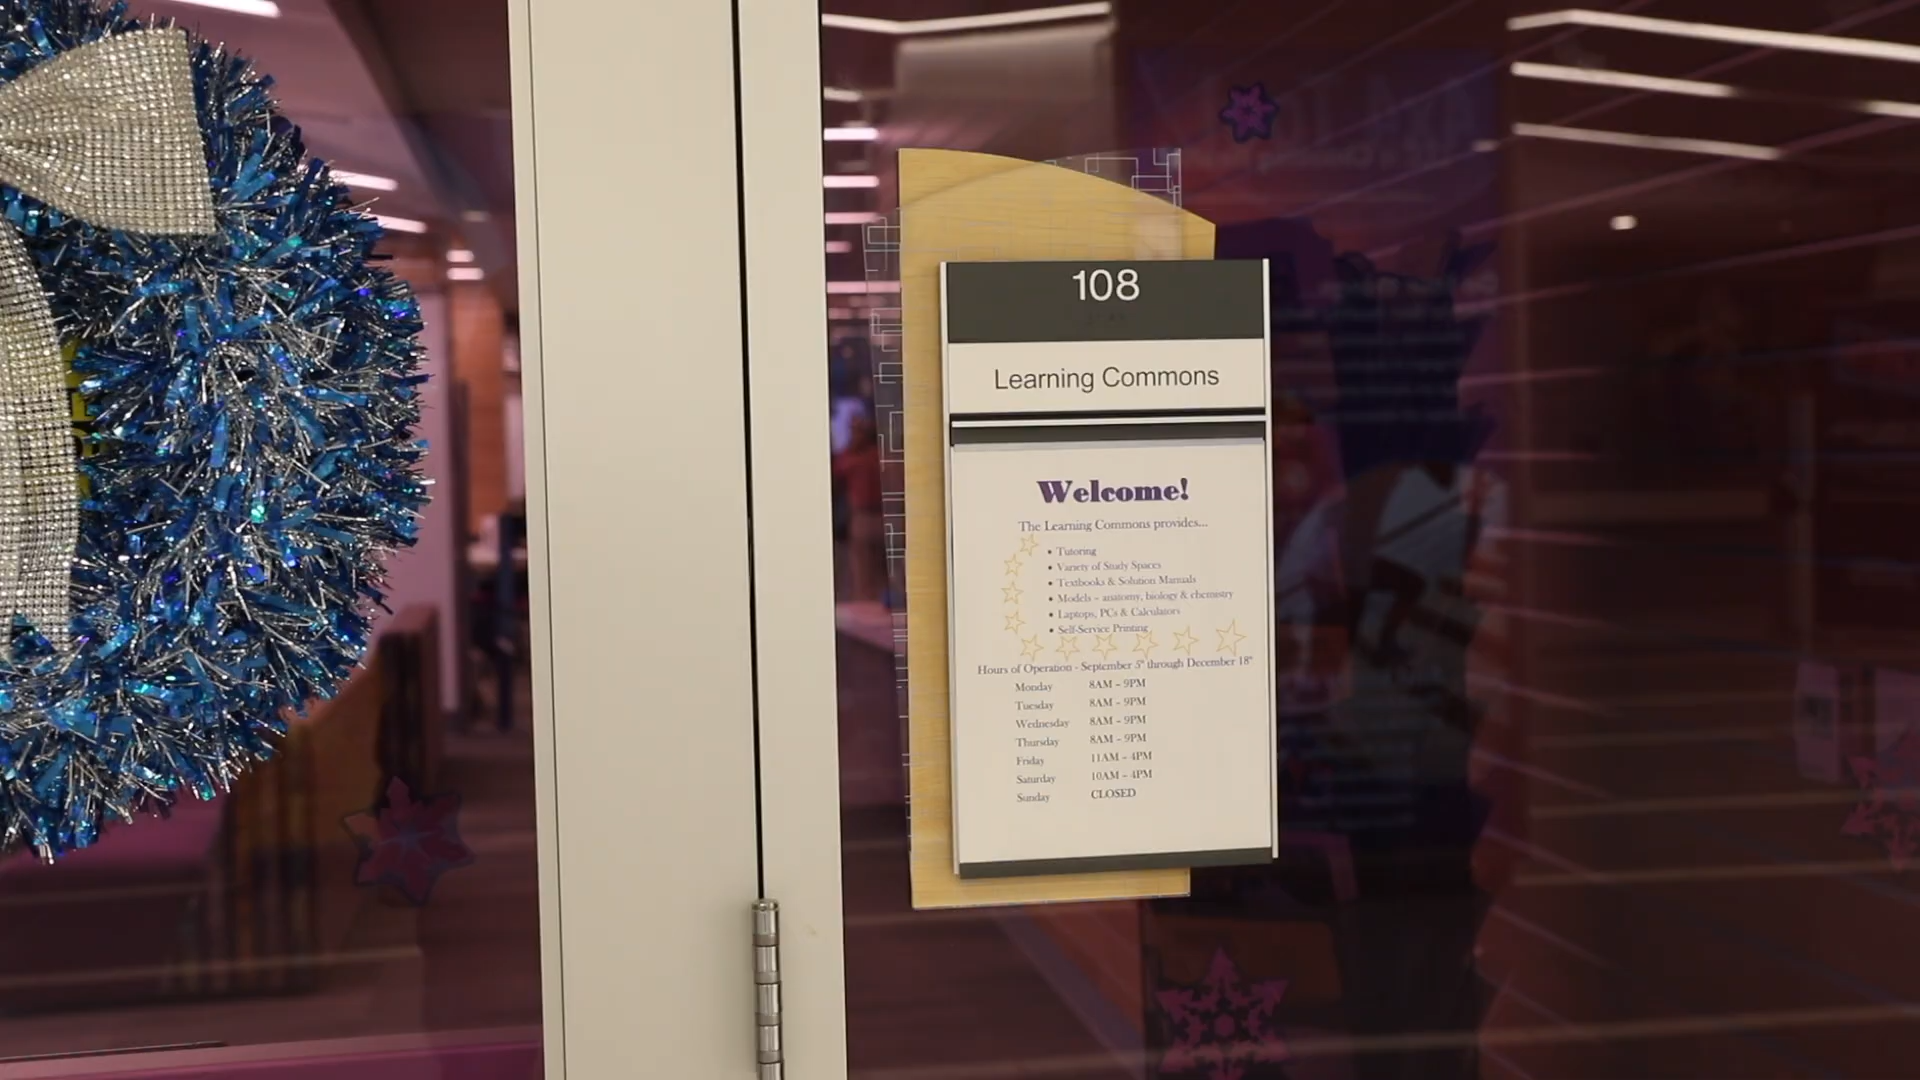 108
Learning Commons
Welcome!
The Learning Commons provides...
• Tutoring
• Variety of Study Spaces
• Textbooks & Solution Manuals
• Models – anatomy, biology & chemistry
• Laptops, PCs & Calculators
• Self-Service Printing
Hours of Operation - September 5th through December 18th
Monday 8AM – 9PM
Tuesday 8AM – 9PM
Wednesday 8AM – 9PM
Thursday 8AM – 9PM
Friday 11AM – 4PM
Saturday 10AM – 4PM
Sunday CLOSED